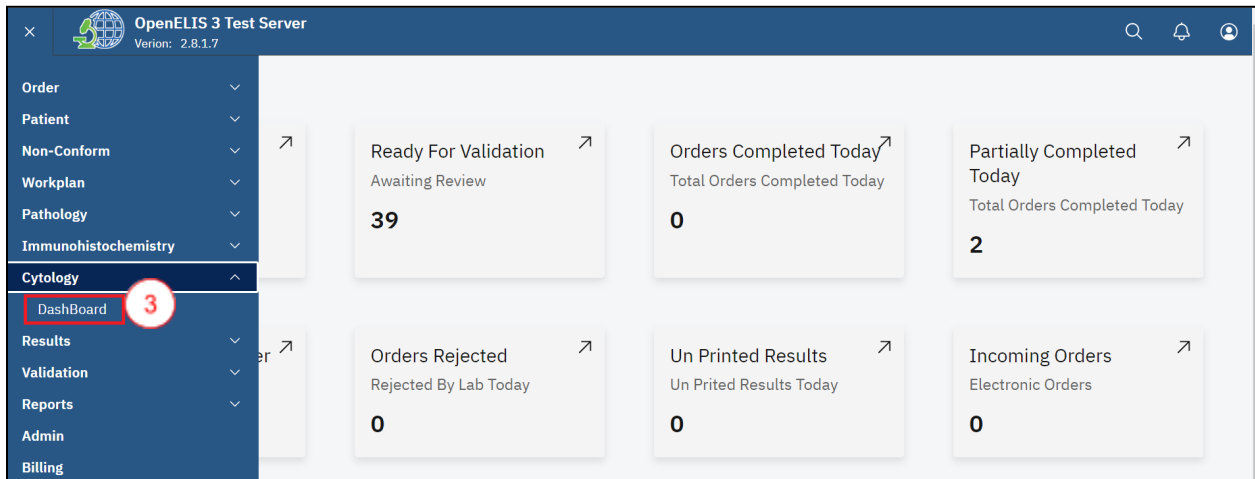 OpenELIS 3 Test Server
Verion: 2.8.1.7
Order
Patient
Non-Conform
Workplan
Pathology
Immunohistochemistry
Cytology
DashBoard
3
Results
Validation
Reports
Admin
Billing
Ready For Validation
Awaiting Review
39
Orders Completed Today
Total Orders Completed Today
0
Partially Completed
Today
Total Orders Completed Today
2
er
Orders Rejected
Rejected By Lab Today
0
Un Printed Results
Un Prited Results Today
0
Incoming Orders
Electronic Orders
0